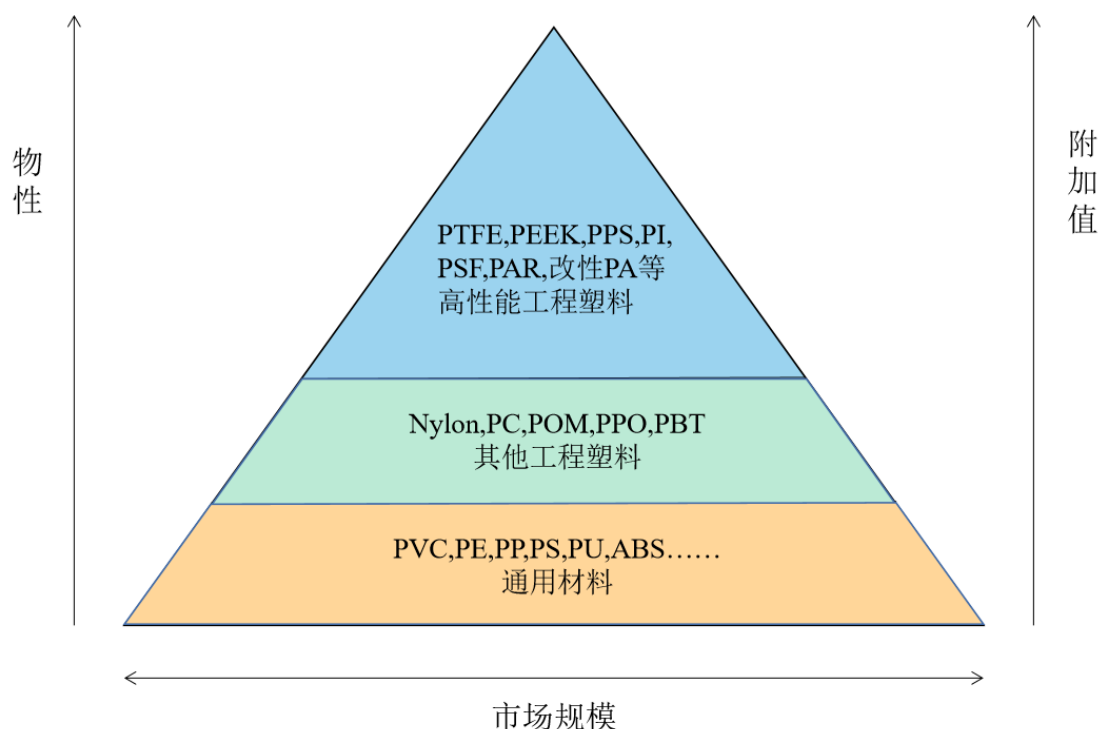 物性
附加值
PTFE,PEEK,PPS,PI,
PSF,PAR,改性PA等
高性能工程塑料
Nylon,PC,POM,PPO,PBT
其他工程塑料
PVC,PE,PP,PS,PU,ABS……
通用材料
市场规模